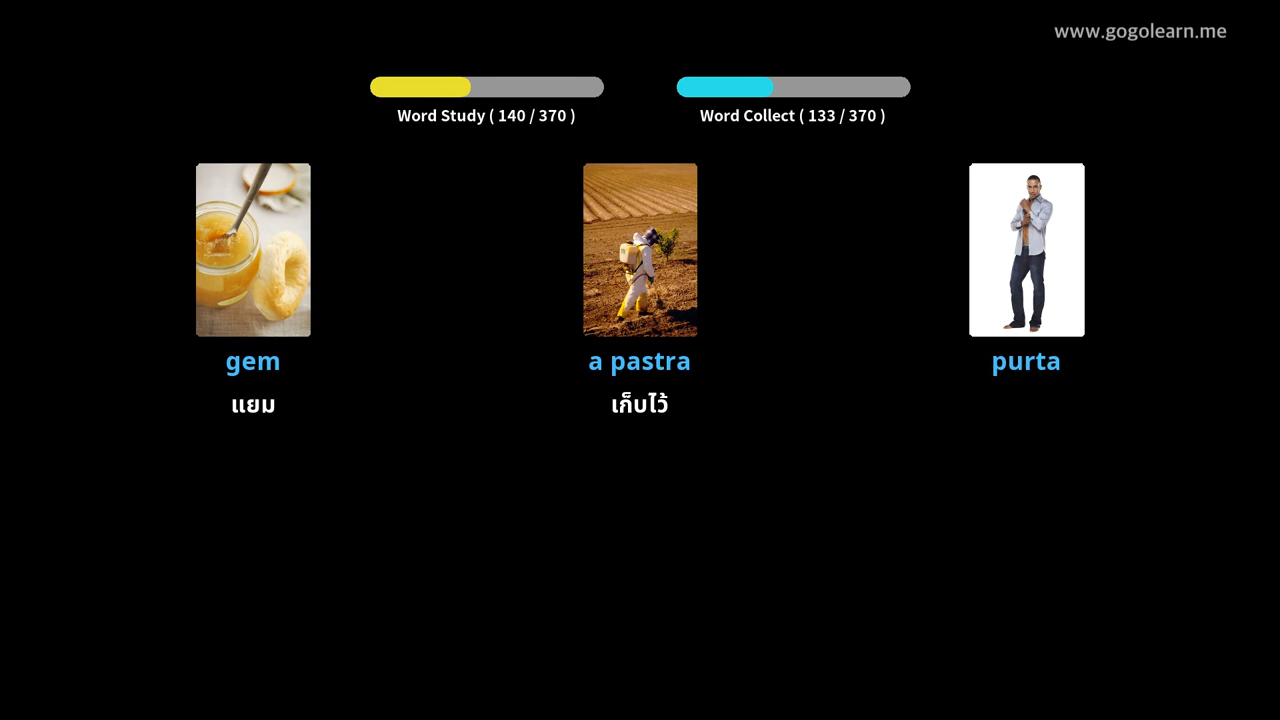 www.gogolearn.me
Word Study ( 140 / 370 )
Word Collect ( 133 / 370 )
gem
a pastra
purta
แยม
เก็บไว้